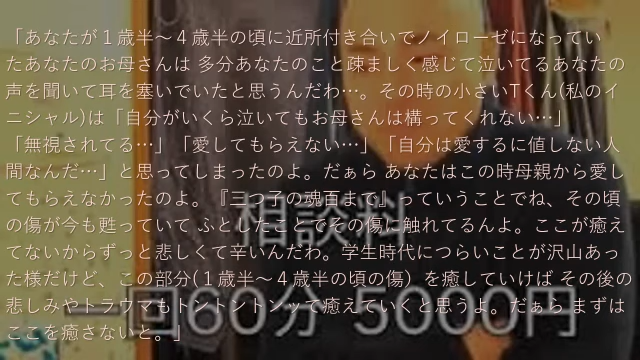 「あなたが１歳半～４歳半の頃に近所付き合いでノイローゼになってい
たあなたのお母さんは 多分あなたのこと疎ましく感じて泣いてるあなたの
声を聞いて耳を塞いでいたと思うんだわ…。その時の小さいTくん(私のイ
ニシャル)は「自分がいくら泣いてもお母さんは構ってくれない…」
「無視されてる…」「愛してもらえない…」「自分は愛するに値しない人
間なんだ…」と思ってしまったのよ。だぁら あなたはこの時母親から愛し
てもらえなかったのよ。『三つ子の魂百まで』っていうことでね、その頃
の傷が今も甦っていて ふとしたことでその傷に触れてるんよ。ここが癒え
てないからずっと悲しくて辛いんだわ。学生時代につらいことが沢山あっ
た様だけど、この部分(１歳半～４歳半の頃の傷）を癒していけば その後の
悲しみやトラウマもトントントンッて癒えていくと思うよ。だぁら まずは
ここを癒さないと。」
相談料
一回60分 5000円